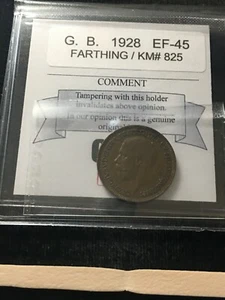 G. B. 1928 EF-45
FARTHING / KM# 825
COMMENT
Tampering with this holder
invalidates above opinion.
In our opinion this is a genuine
original